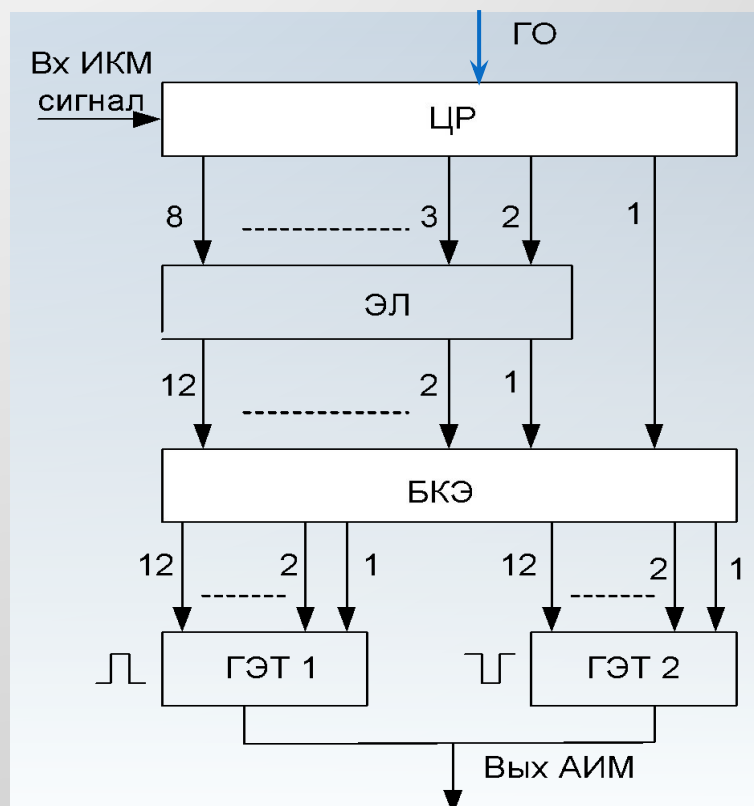 ГО
Вх ИКМ
сигнал
ЦР
8 3 2 1
ЭЛ
12 2 1
БКЭ
12 2 1 12 2 1
ГЭТ 1 ГЭТ 2
Вых АИМ